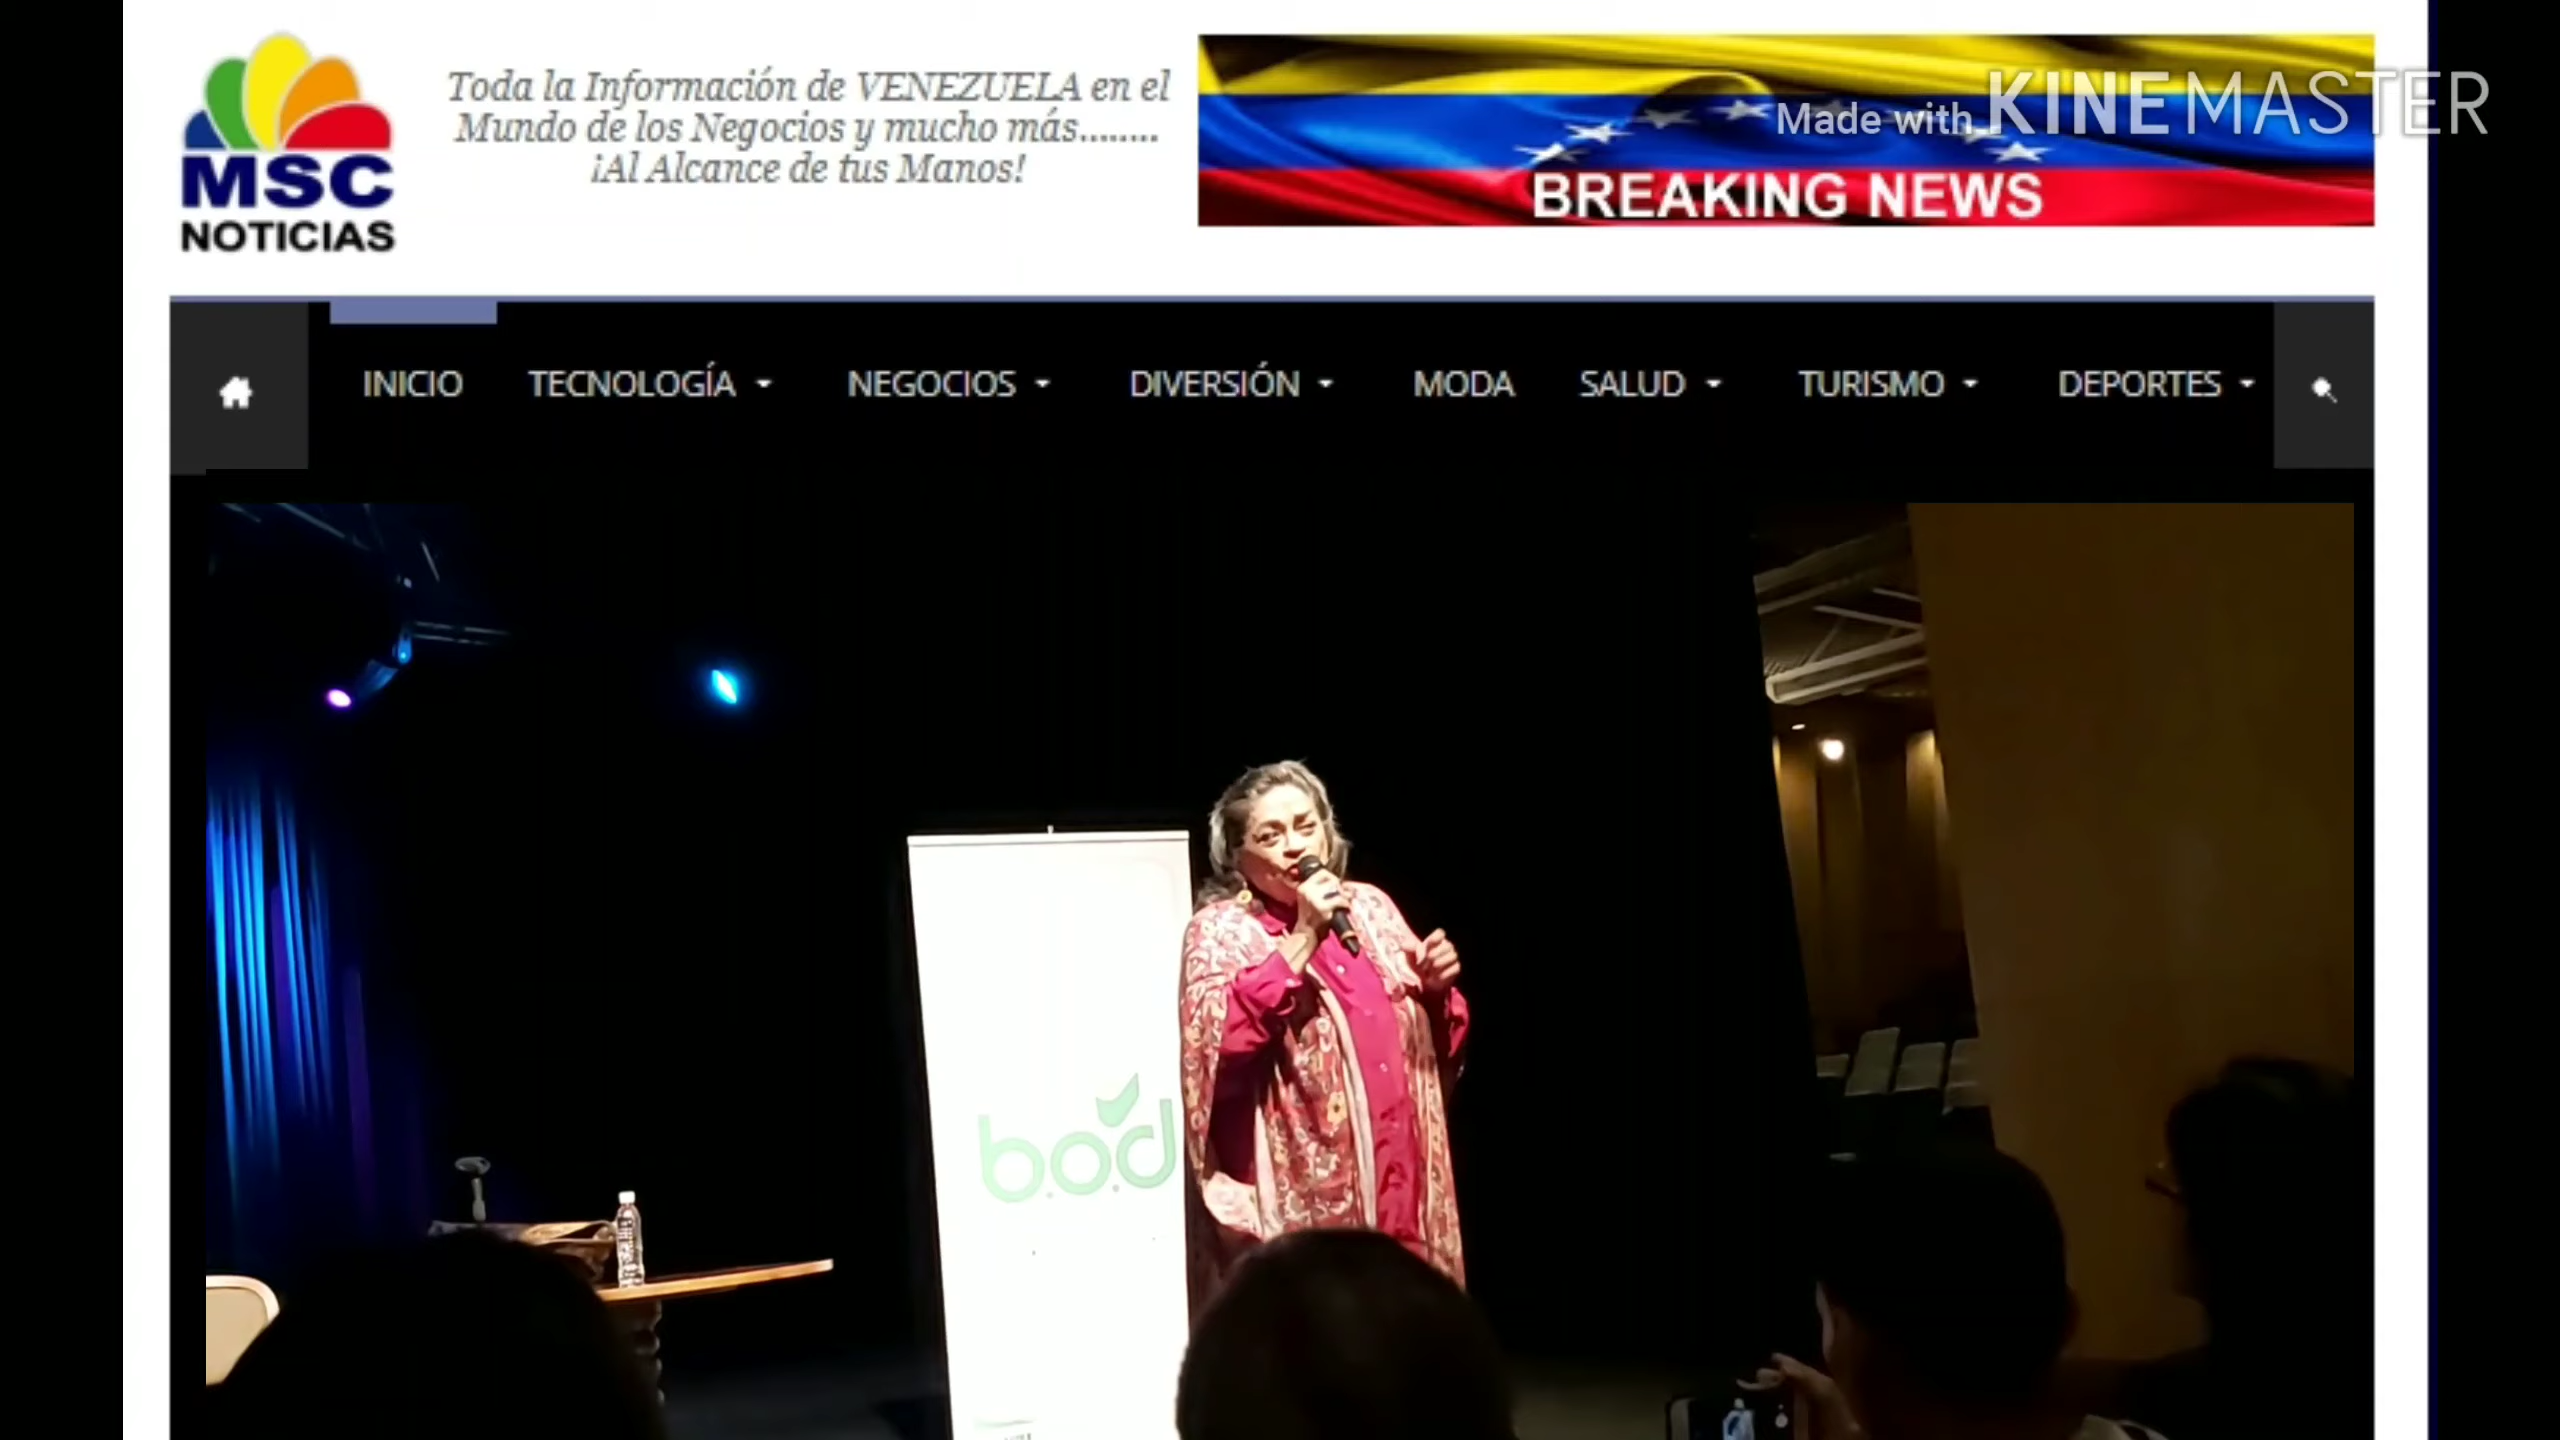 MSC
NOTICIAS
Toda la Información de VENEZUELA en el
Mundo de los Negocios y mucho más........
¡Al Alcance de tus Manos!
Made with KINEMASTER
BREAKING NEWS
INICIO TECNOLOGÍA NEGOCIOS DIVERSIÓN MODA SALUD TURISMO DEPORTES
b.o.d